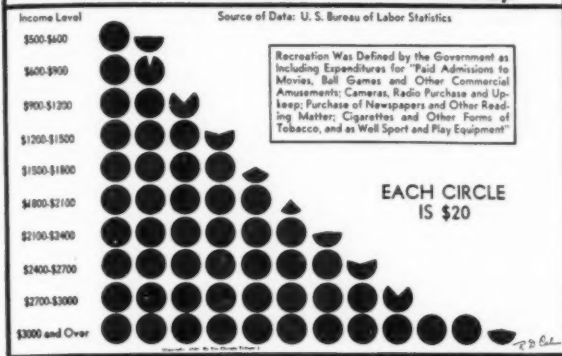 Income Level
Source of Data: U. S. Bureau of Labor Statistics
$500-$600
$600-$900
$900-$1200
$1200-$1500
$1500-$1800
$1800-$2100
$2100-$2400
$2400-$2700
$2700-$3000
$3000 and Over
Recreation Was Defined by the Government as
Including Expenditures for "Paid Admissions to
Movies, Ball Games and Other Commercial
Amusements; Cameras, Radio Purchase and Up-
keep; Purchase of Newspapers and Other Read-
ing Matter; Cigarettes and Other Forms of
Tobacco, and as Well Sport and Play Equipment"
EACH CIRCLE
IS $20